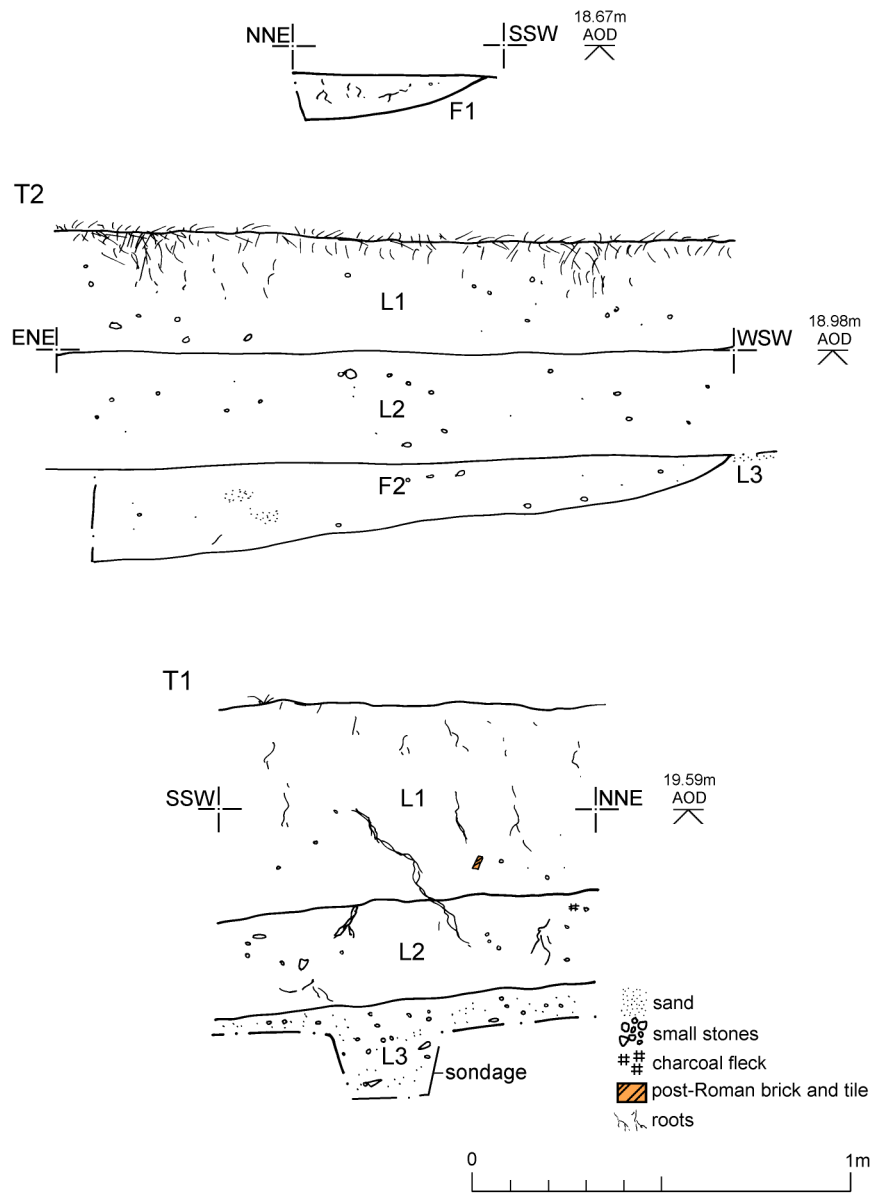 NNE SSW 18.67m
AOD
F1
T2
L1
ENE WSW 18.98m
AOD
L2
F2 L3
T1
SSW L1 NNE 19.59m
AOD
L2
L3
sondage
sand
small stones
charcoal fleck
post-Roman brick and tile
roots
0 1m